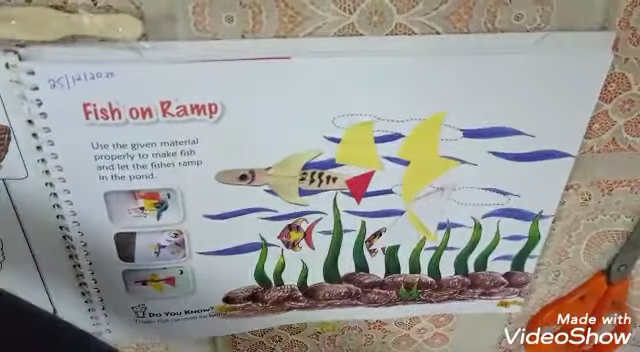 25/12/2020
Fish on Ramp
Use the given material
properly to make fish
and let the fishes ramp
in the pond.
DO YOU KNOW?
Made with
VideoShow